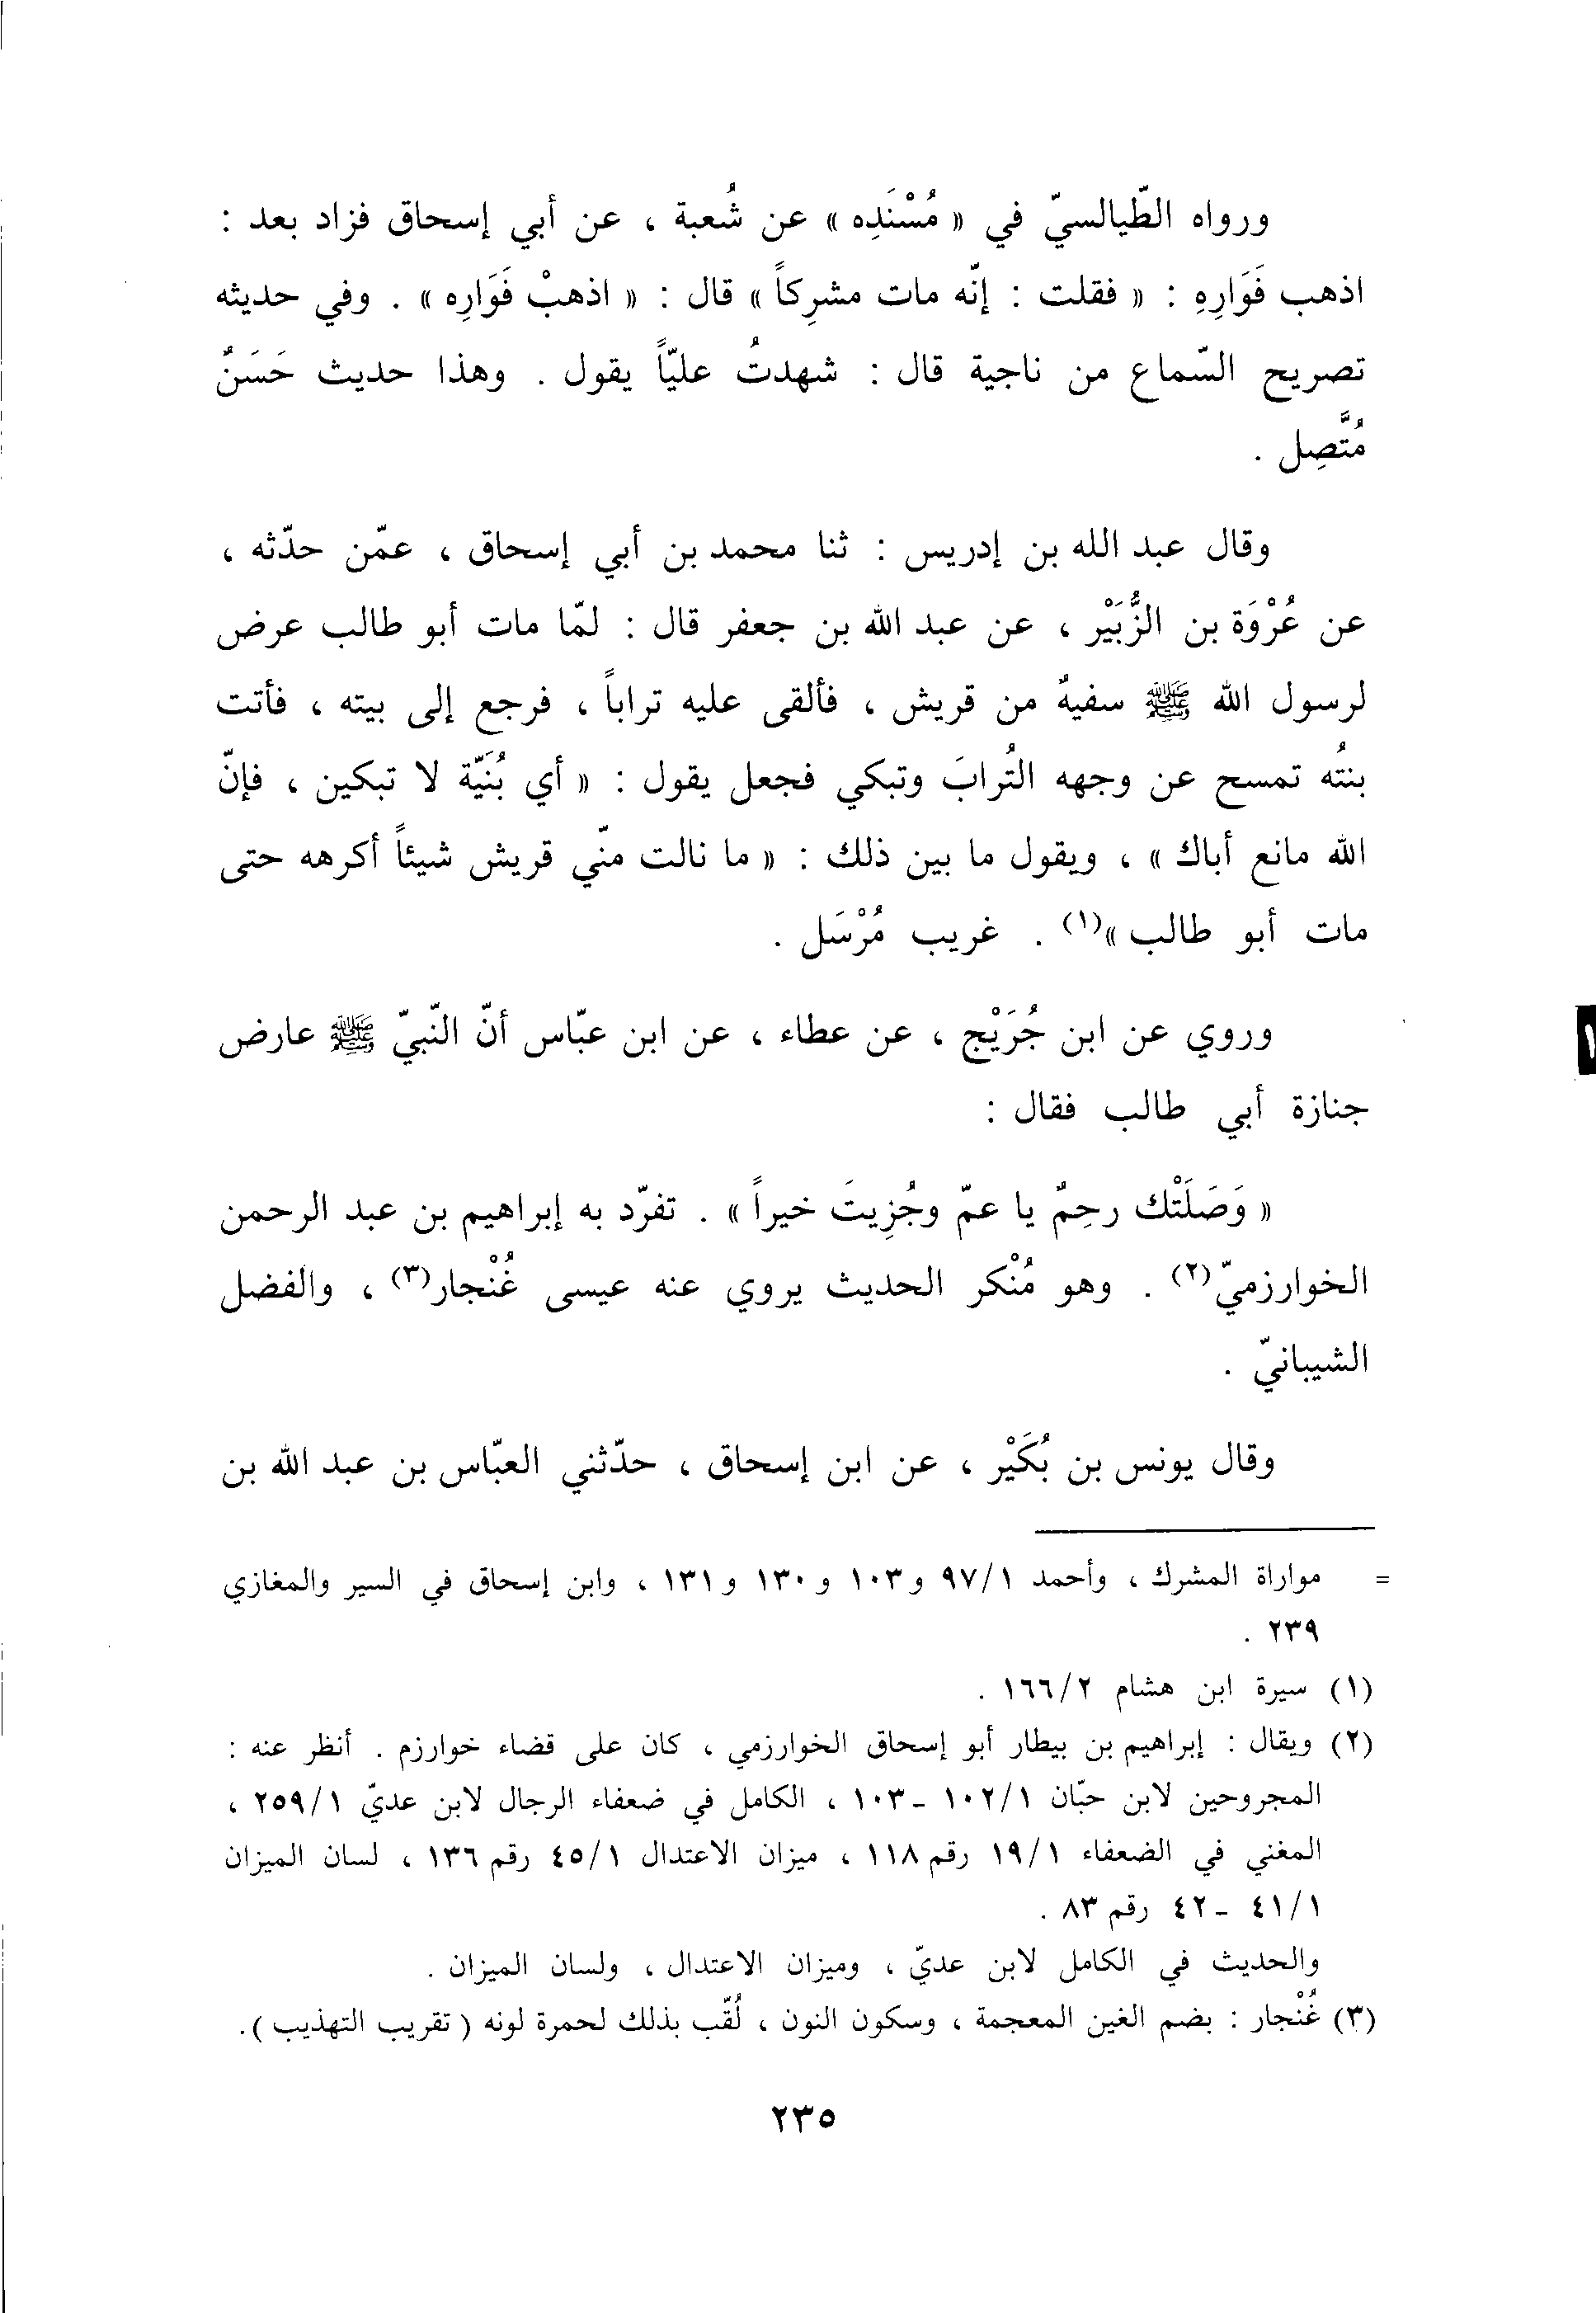 ورواه الطّيالسيّ في « مُسْنَدِه » عن شُعبة ، عن أبي إسحاق فزاد بعد :
اذهب فَوَارِهِ : « فقلت : إنّه مات مشرِكاً » قال : « اذهبْ فَوَارِه » . وفي حديثه
تصريح السّماع من ناجية قال : شهدتُ عليّاً يقول . وهذا حديث حَسَنٌ
مُتَّصِل .
وقال عبد الله بن إدريس : ثنا محمد بن أبي إسحاق ، عمّن حدّثه ،
عن عُرْوَة بن الزُّبَيْر ، عن عبد الله بن جعفر قال : لمّا مات أبو طالب عرض
لرسول الله ﷺ سفيهٌ من قريش ، فألقى عليه تراباً ، فرجع إلى بيته ، فأتت
بنتُه تمسح عن وجهه التُرابَ وتبكي فجعل يقول : « أي بُنَيّة لا تبكين ، فإنّ
الله مانع أباك » ، ويقول ما بين ذلك : « ما نالت منّي قريش شيئاً أكرهه حتى
مات أبو طالب »(١) . غريب مُرْسَل .
وروي عن ابن جُرَيْج ، عن عطاء ، عن ابن عبّاس أنّ النّبيّ ﷺ عارض
جنازة أبي طالب فقال :
« وَصَلَتْك رحِمٌ يا عمّ وجُزِيتَ خيراً » . تفرّد به إبراهيم بن عبد الرحمن
الخوارزميّ(٢) . وهو مُنْكر الحديث يروي عنه عيسى غُنْجار(٣) ، والفضل
الشيبانيّ .
وقال يونس بن بُكَيْر ، عن ابن إسحاق ، حدّثني العبّاس بن عبد الله بن
= مواراة المشرك ، وأحمد ٩٧/١ و١٠٣ و ١٣٠ و١٣١ ، وابن إسحاق في السير والمغازي
٢٣٩ .
(١) سيرة ابن هشام ١٦٦/٢ .
(٢) ويقال : إبراهيم بن بيطار أبو إسحاق الخوارزمي ، كان على قضاء خوارزم . أنظر عنه :
المجروحين لابن حبّان ١٠٢/١ - ١٠٣ ، الكامل في ضعفاء الرجال لابن عديّ ٢٥٩/١ ،
المغني في الضعفاء ١٩/١ رقم ١١٨ ، ميزان الاعتدال ٤٥/١ رقم ١٣٦ ، لسان الميزان
٤١/١ - ٤٢ رقم ٨٣ .
والحديث في الكامل لابن عديّ ، وميزان الاعتدال ، ولسان الميزان .
(٣) غُنْجار : بضم الغين المعجمة ، وسكون النون ، لُقّب بذلك لحمرة لونه ( تقريب التهذيب ).
٢٣٥